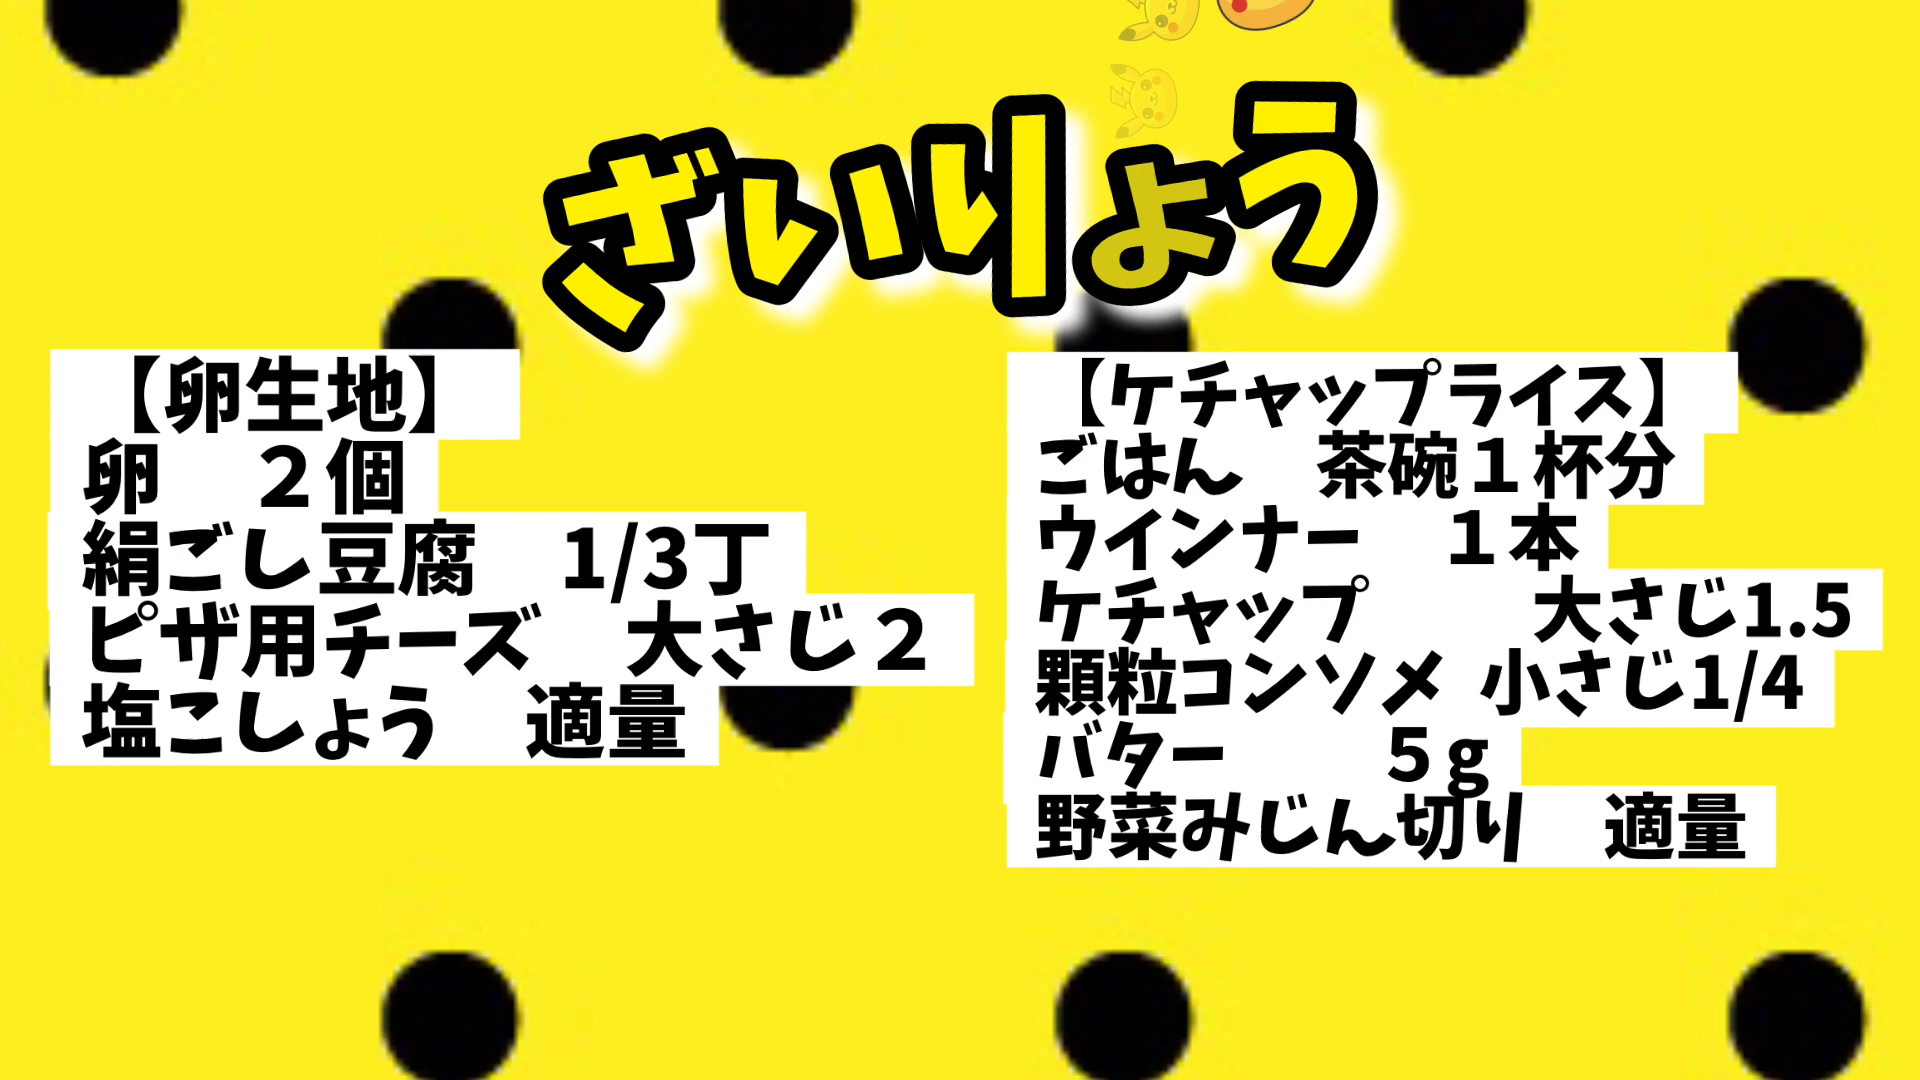 ざいりょう
【卵生地】
卵　２個
絹ごし豆腐　1/3丁
ピザ用チーズ　大さじ２
塩こしょう　適量
【ケチャップライス】
ごはん　茶碗１杯分
ウインナー　１本
ケチャップ　　大さじ1.5
顆粒コンソメ 小さじ1/4
バター　　５g
野菜みじん切り　適量